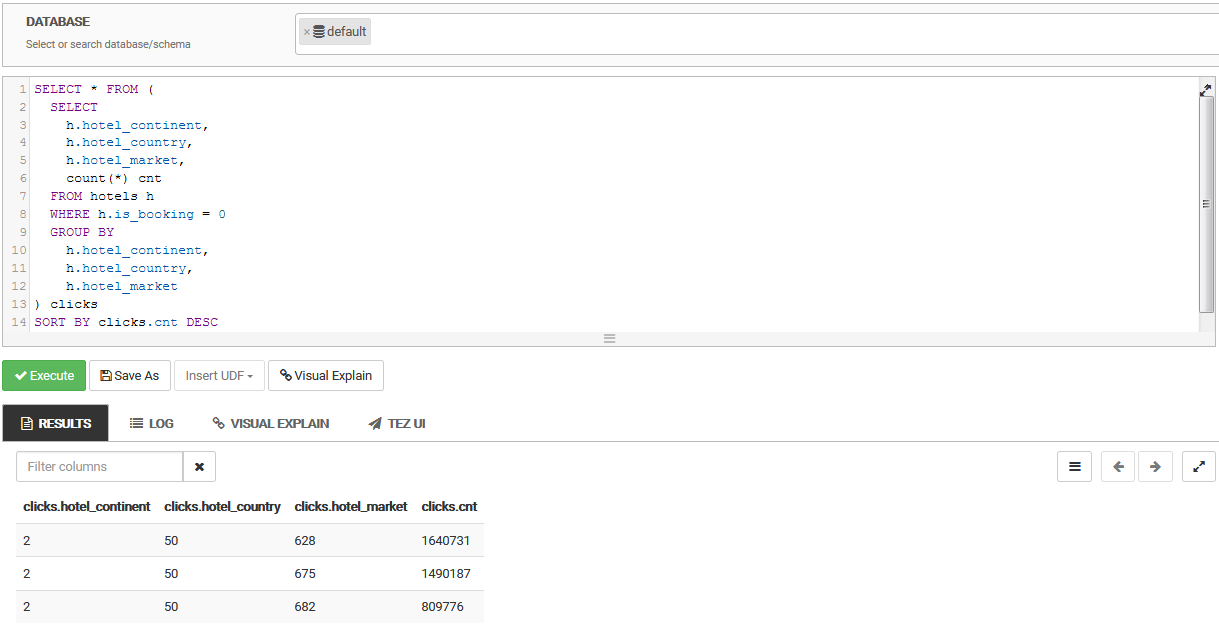 DATABASE
Select or search database/schema
× default
1 SELECT * FROM (
2   SELECT
3     h.hotel_continent,
4     h.hotel_country,
5     h.hotel_market,
6     count(*) cnt
7   FROM hotels h
8   WHERE h.is_booking = 0
9   GROUP BY
10     h.hotel_continent,
11     h.hotel_country,
12     h.hotel_market
13 ) clicks
14 SORT BY clicks.cnt DESC
Execute Save As Insert UDF Visual Explain
RESULTS LOG VISUAL EXPLAIN TEZ UI
Filter columns
clicks.hotel_continent clicks.hotel_country clicks.hotel_market clicks.cnt
2 50 628 1640731
2 50 675 1490187
2 50 682 809776